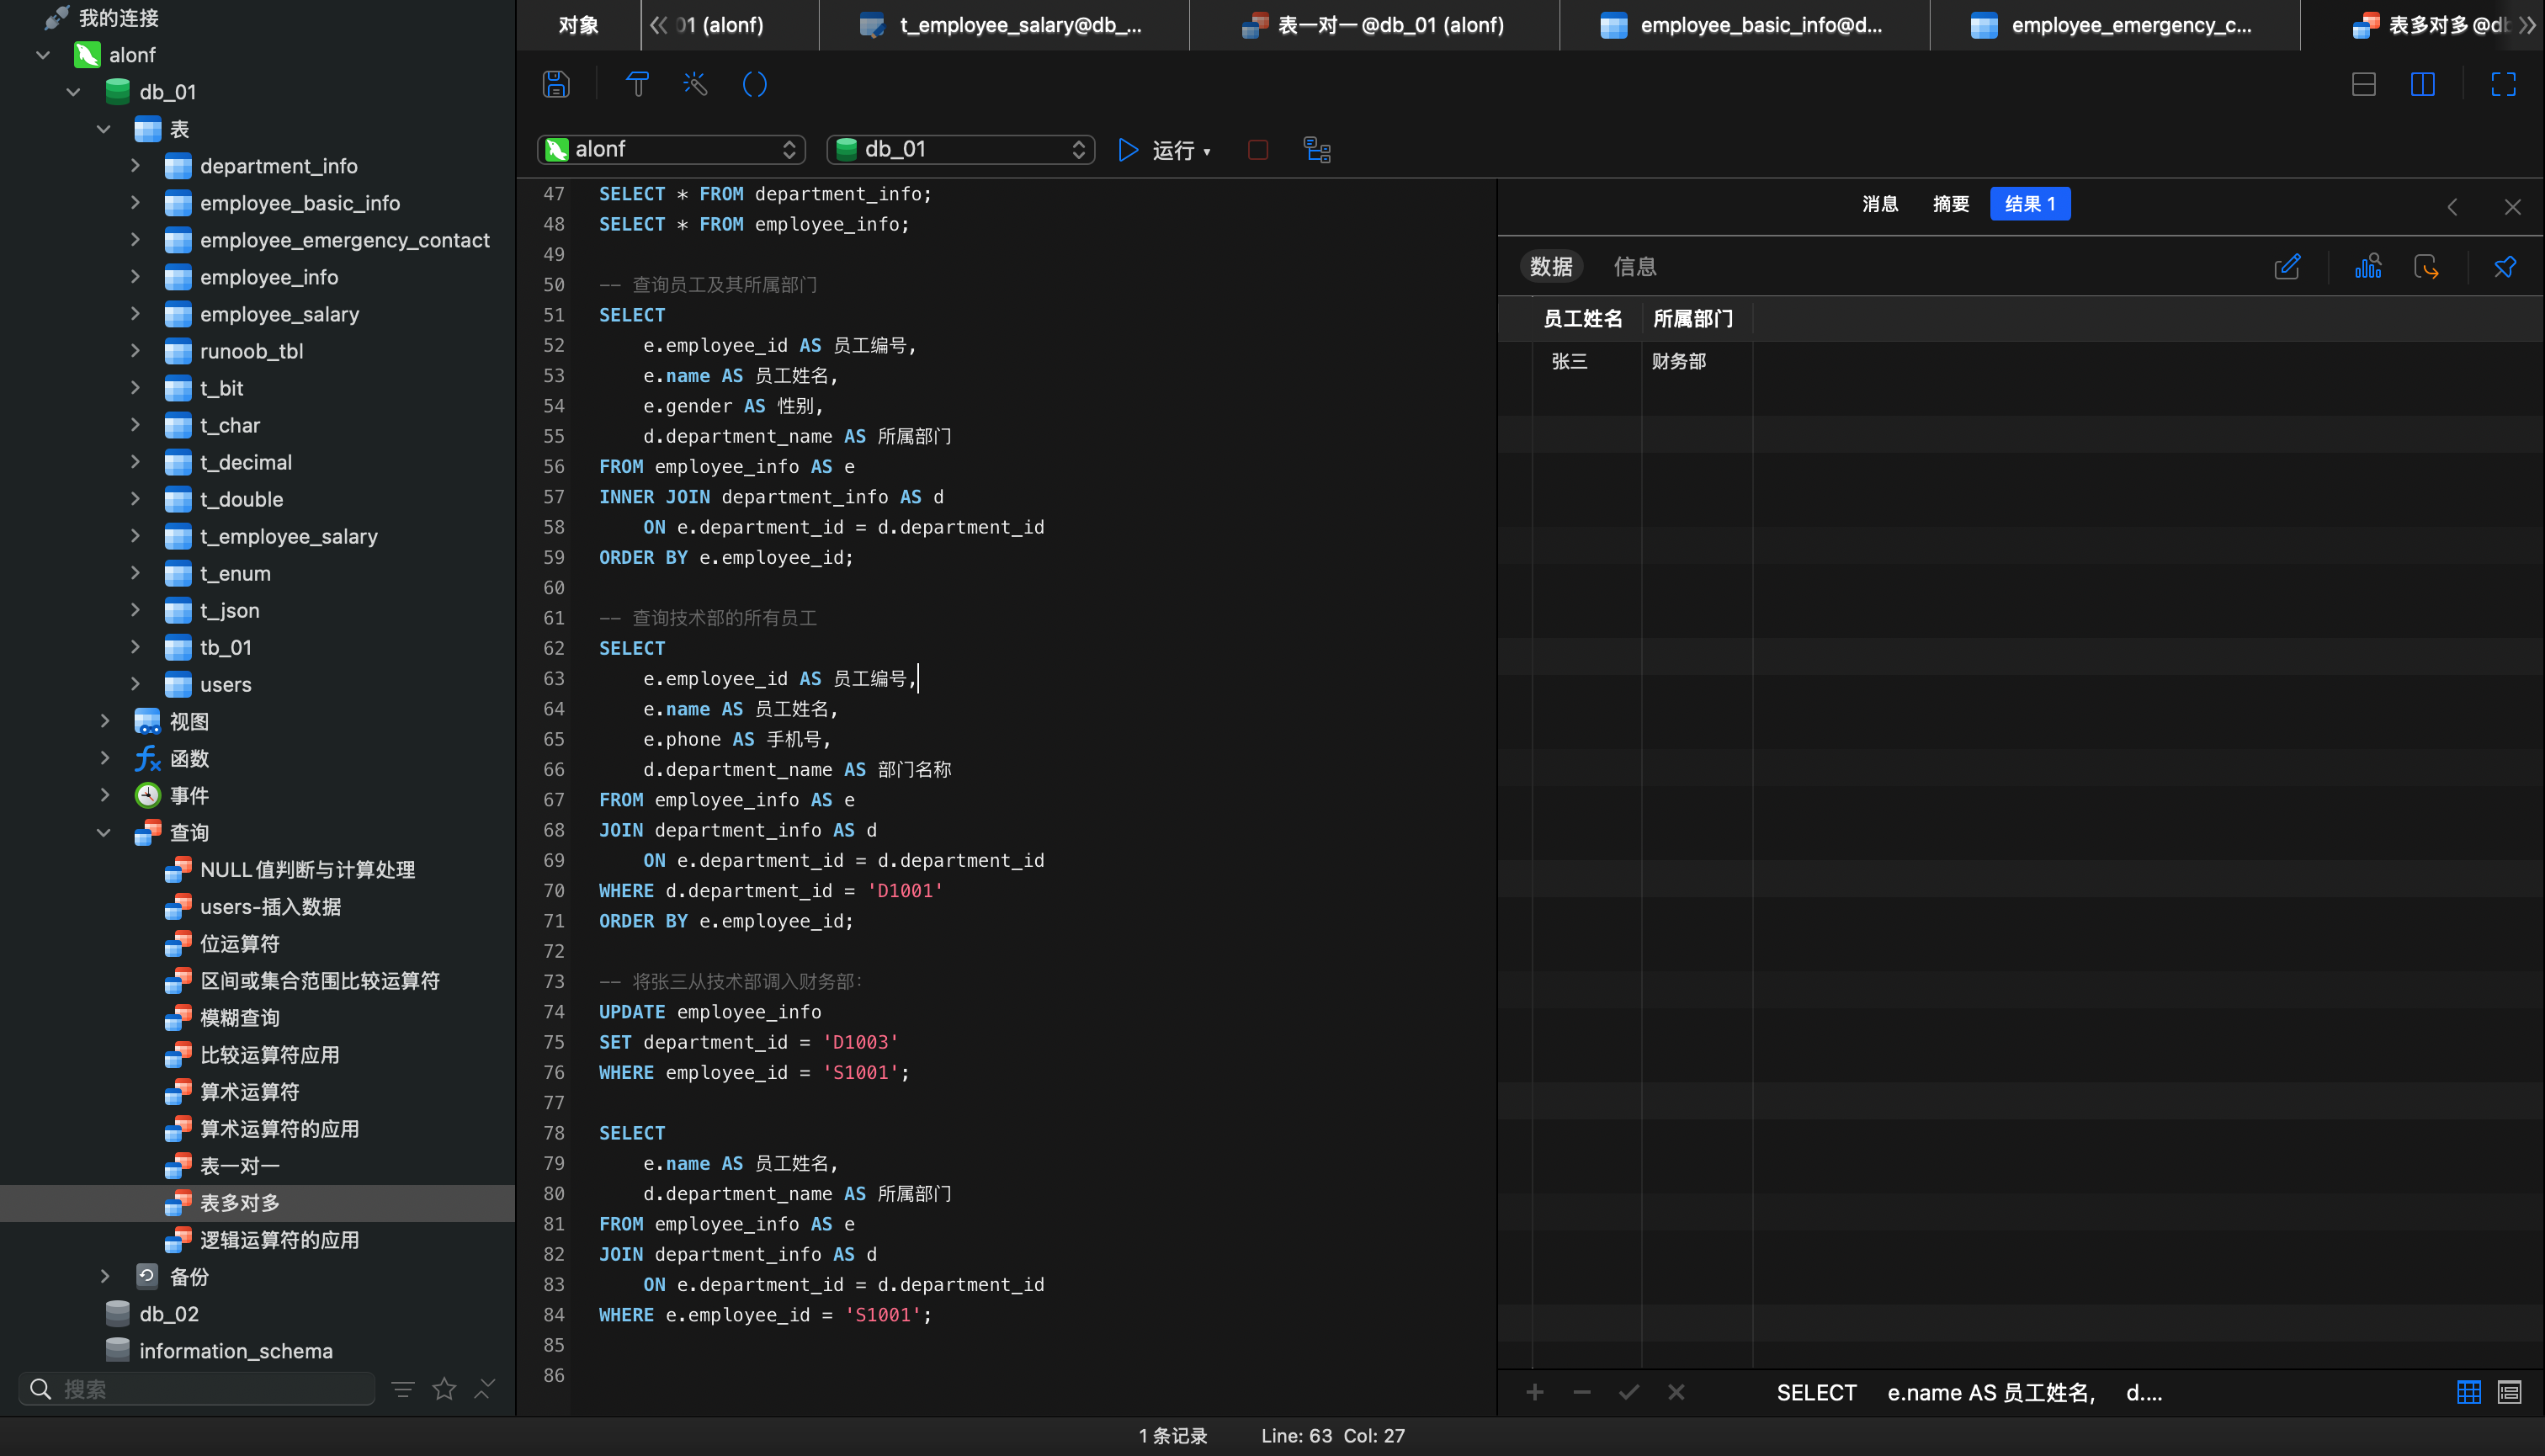 我的连接
alonf
db_01
表
department_info
employee_basic_info
employee_emergency_contact
employee_info
employee_salary
runoob_tbl
t_bit
t_char
t_decimal
t_double
t_employee_salary
t_enum
t_json
tb_01
users
视图
函数
事件
查询
NULL值判断与计算处理
users-插入数据
位运算符
区间或集合范围比较运算符
模糊查询
比较运算符应用
算术运算符
算术运算符的应用
表一对一
表多对多
逻辑运算符的应用
备份
db_02
information_schema
搜索
对象
01 (alonf)
t_employee_salary@db_...
表一对一@db_01 (alonf)
employee_basic_info@d...
employee_emergency_c...
表多对多@db
alonf
db_01
运行
47 SELECT * FROM department_info;
48 SELECT * FROM employee_info;
49
50 -- 查询员工及其所属部门
51 SELECT
52 e.employee_id AS 员工编号,
53 e.name AS 员工姓名,
54 e.gender AS 性别,
55 d.department_name AS 所属部门
56 FROM employee_info AS e
57 INNER JOIN department_info AS d
58 ON e.department_id = d.department_id
59 ORDER BY e.employee_id;
60
61 -- 查询技术部的所有员工
62 SELECT
63 e.employee_id AS 员工编号,
64 e.name AS 员工姓名,
65 e.phone AS 手机号,
66 d.department_name AS 部门名称
67 FROM employee_info AS e
68 JOIN department_info AS d
69 ON e.department_id = d.department_id
70 WHERE d.department_id = 'D1001'
71 ORDER BY e.employee_id;
72
73 -- 将张三从技术部调入财务部:
74 UPDATE employee_info
75 SET department_id = 'D1003'
76 WHERE employee_id = 'S1001';
77
78 SELECT
79 e.name AS 员工姓名,
80 d.department_name AS 所属部门
81 FROM employee_info AS e
82 JOIN department_info AS d
83 ON e.department_id = d.department_id
84 WHERE e.employee_id = 'S1001';
85
86
消息 摘要 结果 1
数据 信息
员工姓名 所属部门
张三 财务部
SELECT e.name AS 员工姓名, d....
1 条记录 Line: 63 Col: 27